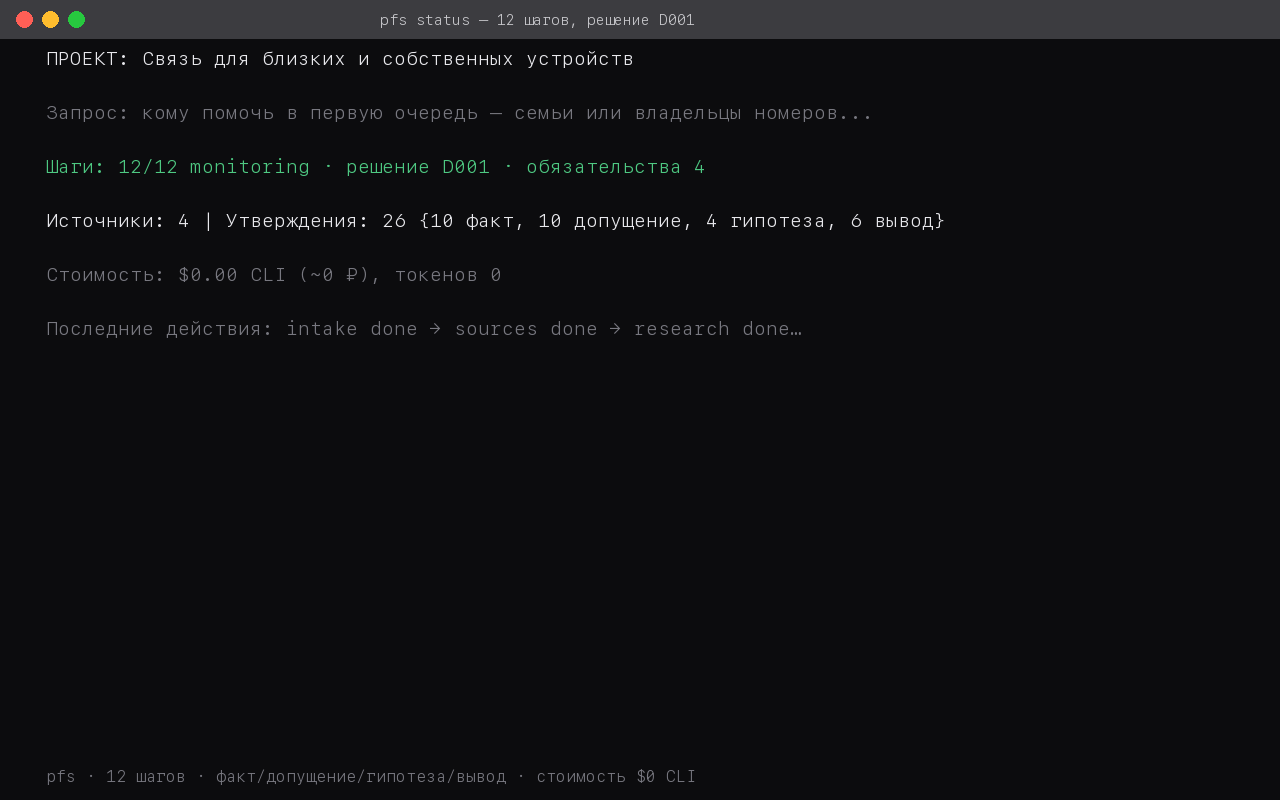 pfs status — 12 шагов, решение D001
ПРОЕКТ: Связь для близких и собственных устройств
Запрос: кому помочь в первую очередь — семьи или владельцы номеров...
Шаги: 12/12 monitoring · решение D001 · обязательства 4
Источники: 4 | Утверждения: 26 {10 факт, 10 допущение, 4 гипотеза, 6 вывод}
Стоимость: $0.00 CLI (~0 ₽), токенов 0
Последние действия: intake done → sources done → research done…
pfs · 12 шагов · факт/допущение/гипотеза/вывод · стоимость $0 CLI